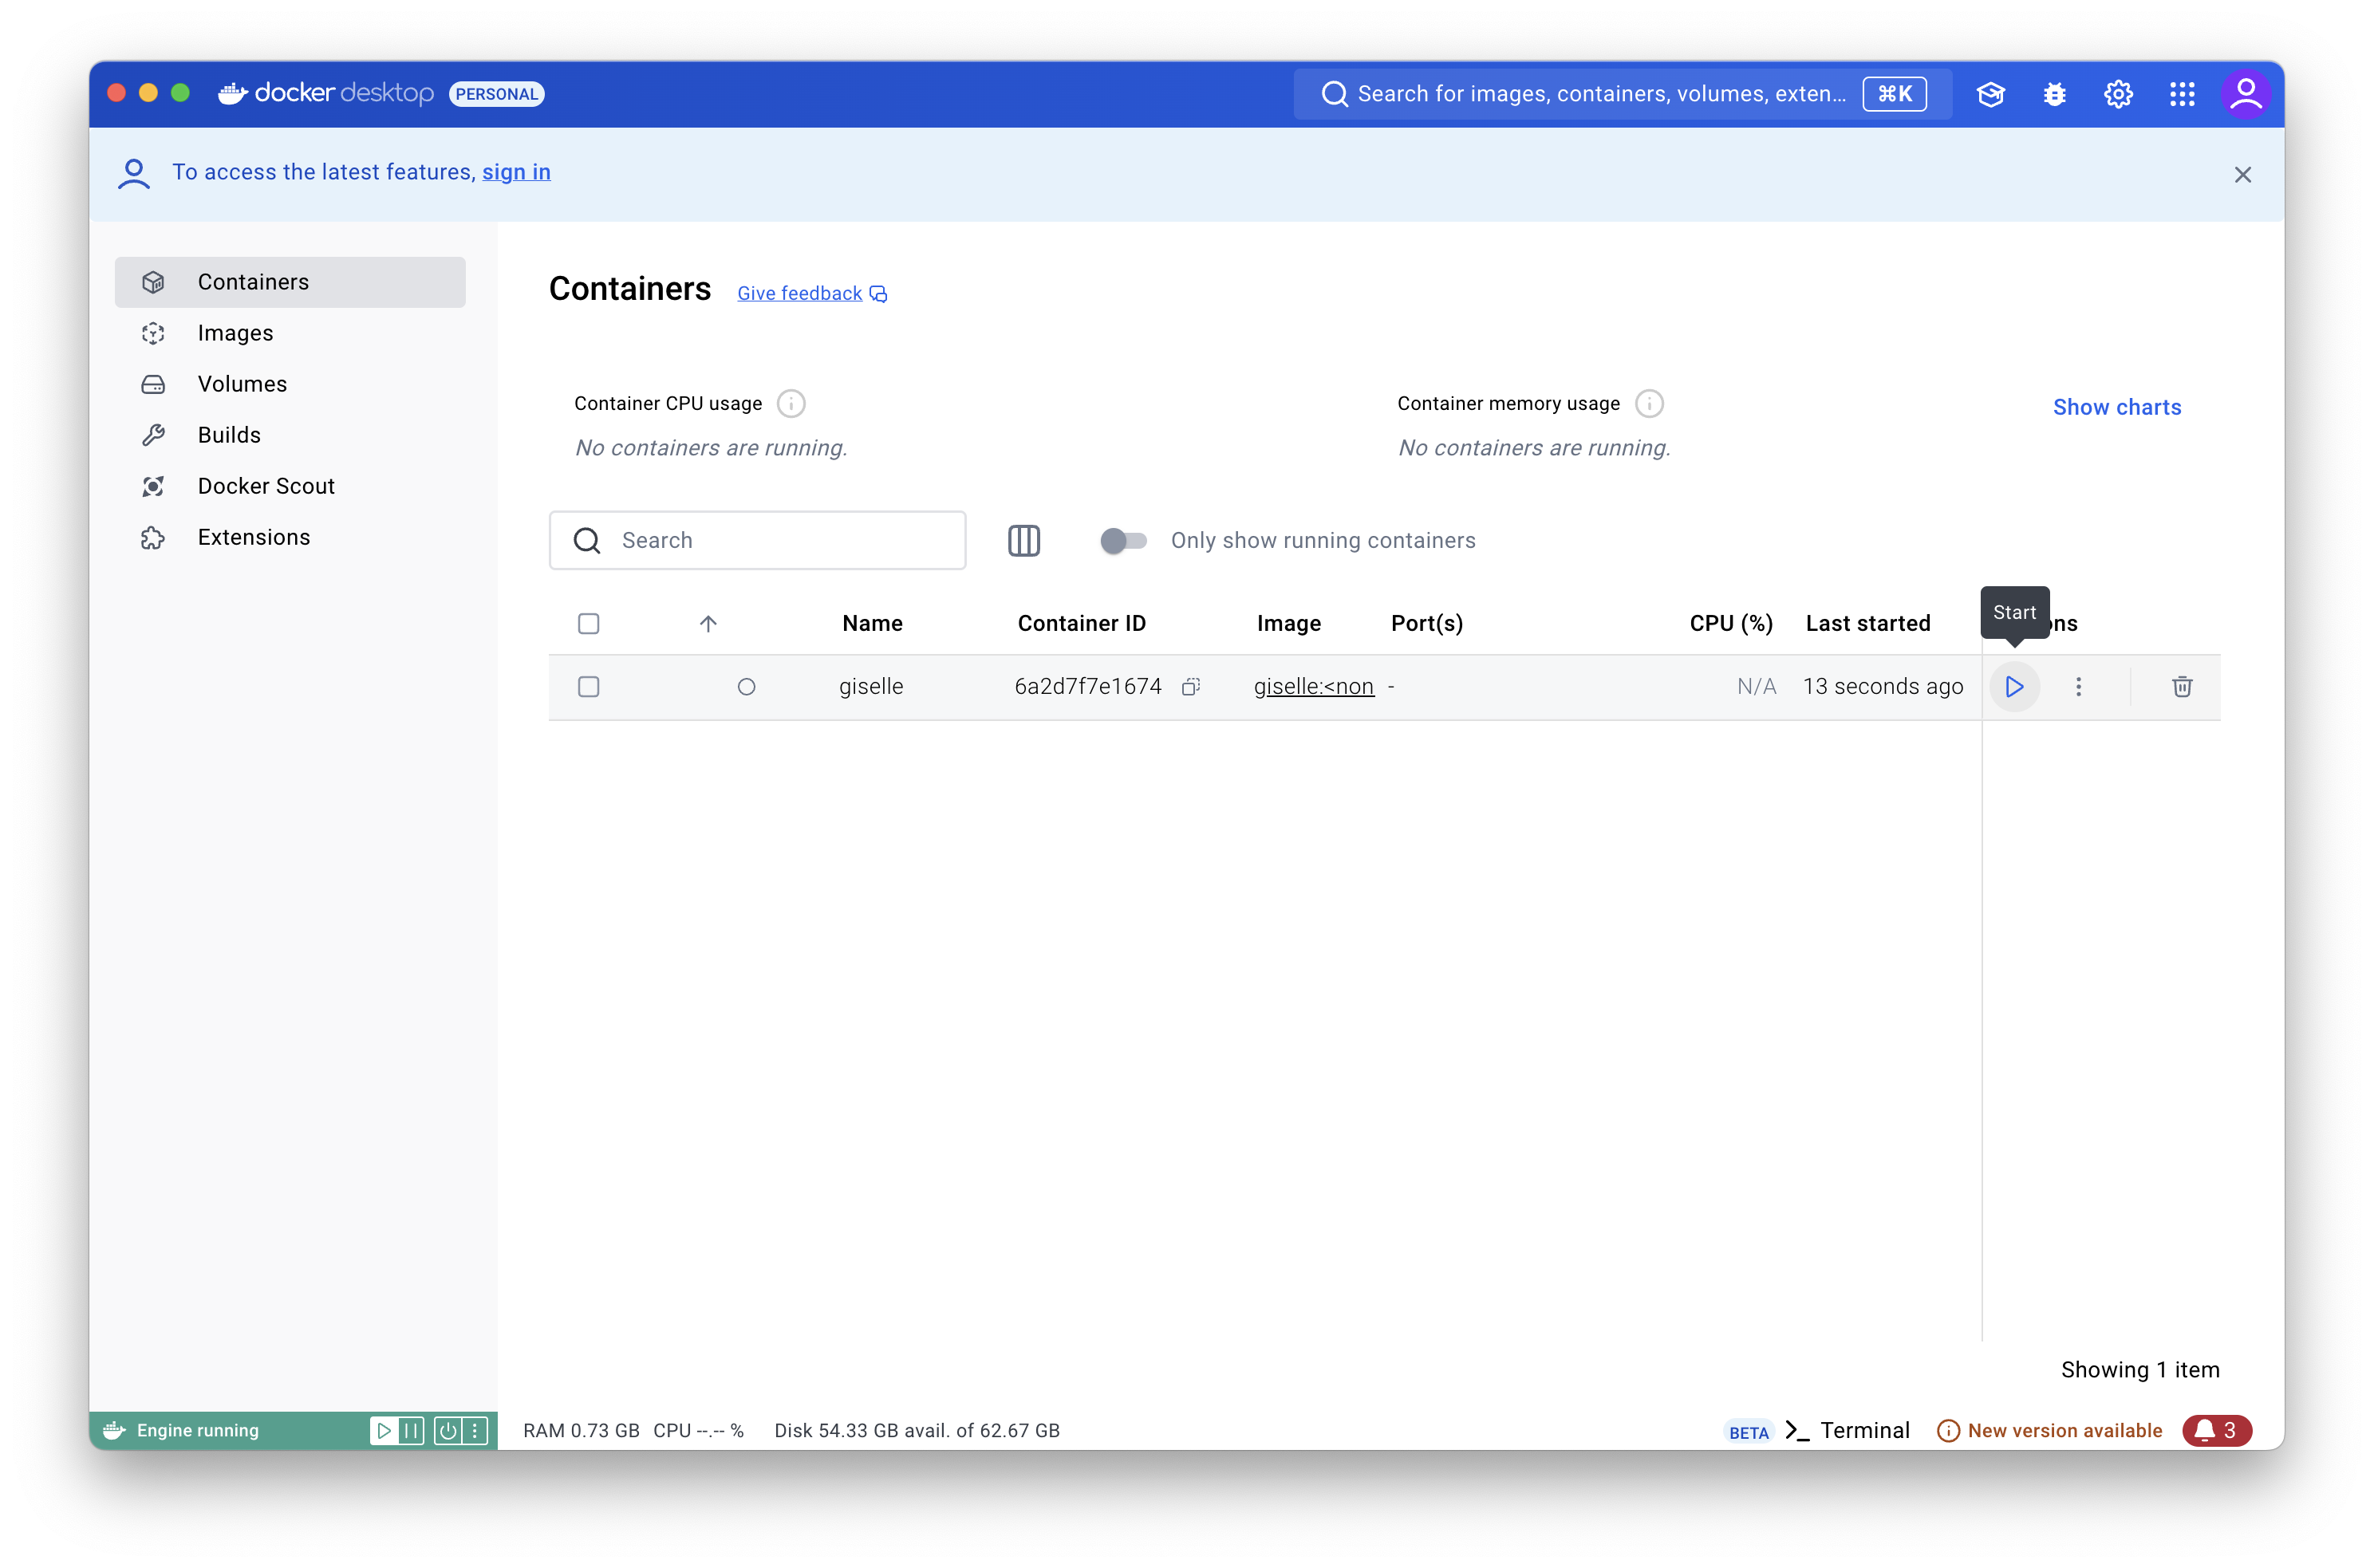 docker desktop PERSONAL
Search for images, containers, volumes, exten... ⌘K
To access the latest features, sign in
Containers
Images
Volumes
Builds
Docker Scout
Extensions
Containers Give feedback
Container CPU usage
No containers are running.
Container memory usage
No containers are running.
Show charts
Search
Only show running containers
Start
Name Container ID Image Port(s) CPU (%) Last started ons
giselle 6a2d7f7e1674 giselle:<non - N/A 13 seconds ago
Showing 1 item
Engine running
RAM 0.73 GB CPU --.-- % Disk 54.33 GB avail. of 62.67 GB
BETA >_ Terminal New version available 3